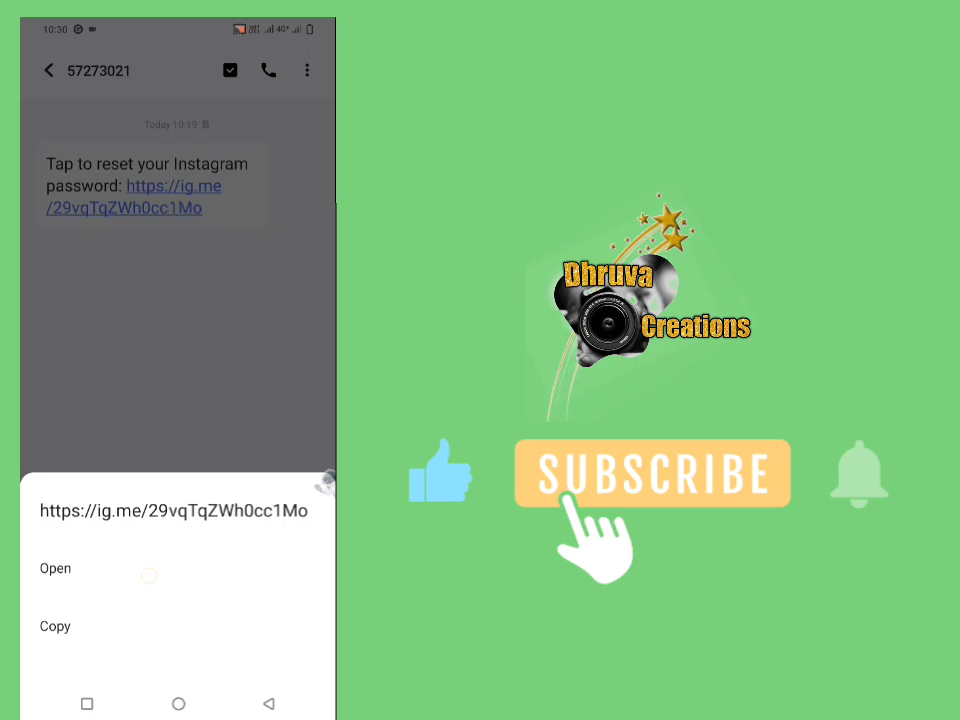 10:30
4G+
57273021
Today 10:19
Tap to reset your Instagram
password: https://ig.me
/29vqTqZWh0cc1Mo
https://ig.me/29vqTqZWh0cc1Mo
Open
Copy
Dhruva
Creations
SUBSCRIBE